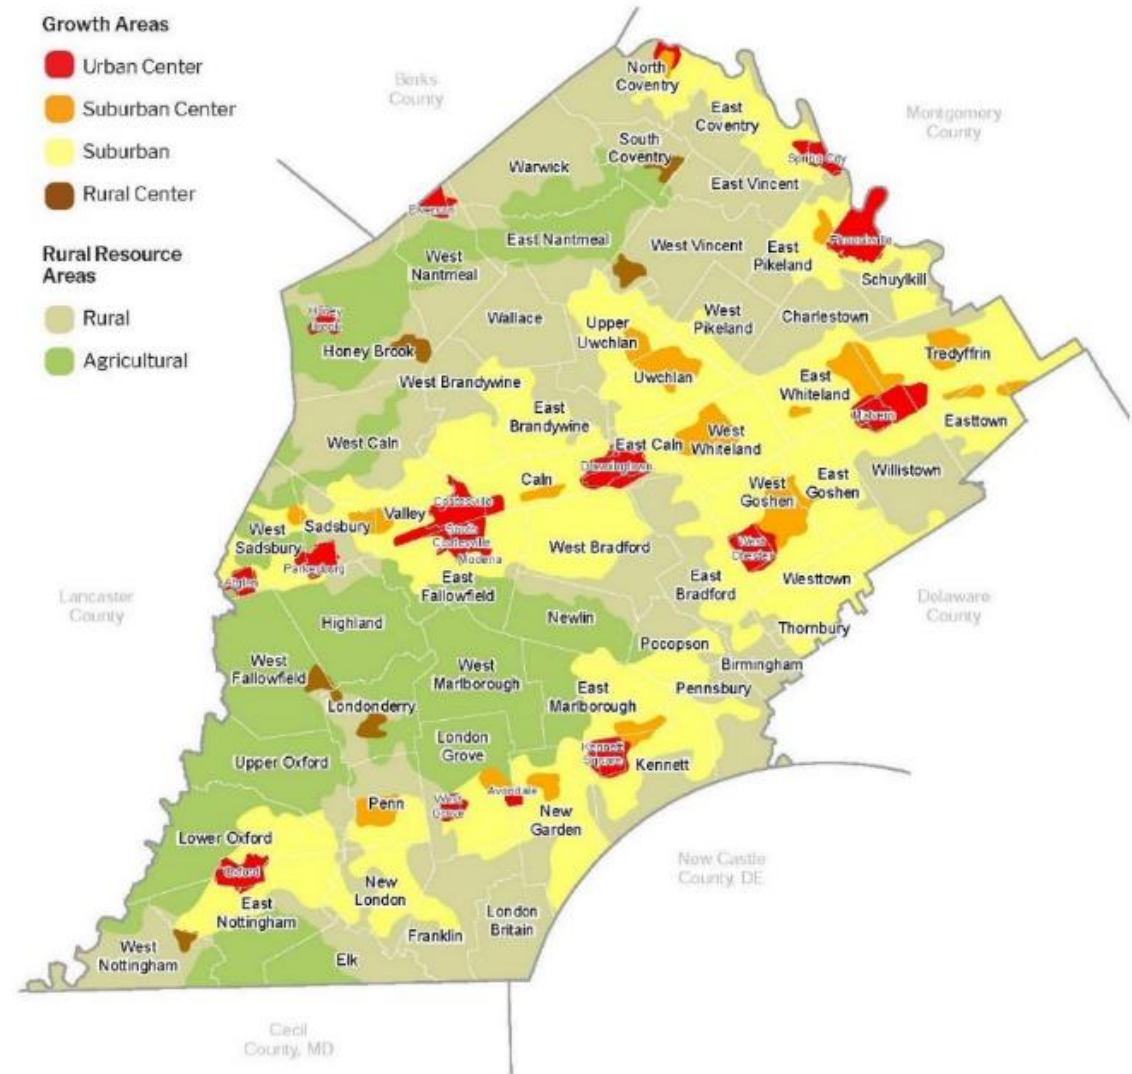 Growth Areas
Urban Center
Suburban Center
Suburban
Rural Center
Rural Resource
Areas
Rural
Agricultural
Berks
County
Montgomery
County
Lancaster
County
Delaware
County
New Castle
County, DE
Cecil
County, MD
North
Coventry
East
Coventry
South
Coventry
Warwick
Spring City
East Vincent
East Nantmeal
West Vincent
East
Pikeland
West
Nantmeal
Schuylkill
Honey
Brook
Wallace
Upper
Uwchlan
West
Pikeland
Charlestown
Honey Brook
Uwchlan
East
Whiteland
Tredyffrin
West Brandywine
East
Brandywine
Malvern
Easttown
West Caln
East Caln
West
Whiteland
Downingtown
Caln
West
Goshen
East
Goshen
Willistown
Coatesville
Valley
Sadsbury
West
Sadsbury
South
Coatesville
Modena
West Bradford
West
Chester
Parkesburg
Atglen
East
Fallowfield
East
Bradford
Westtown
Highland
Newlin
Thornbury
Pocopson
Birmingham
West
Fallowfield
West
Marlborough
East
Marlborough
Pennsbury
Londonderry
London
Grove
Kennett
Square
Kennett
Upper Oxford
Avondale
Penn
West
Grove
New
Garden
Lower Oxford
Oxford
New
London
East
Nottingham
London
Britain
Franklin
West
Nottingham
Elk